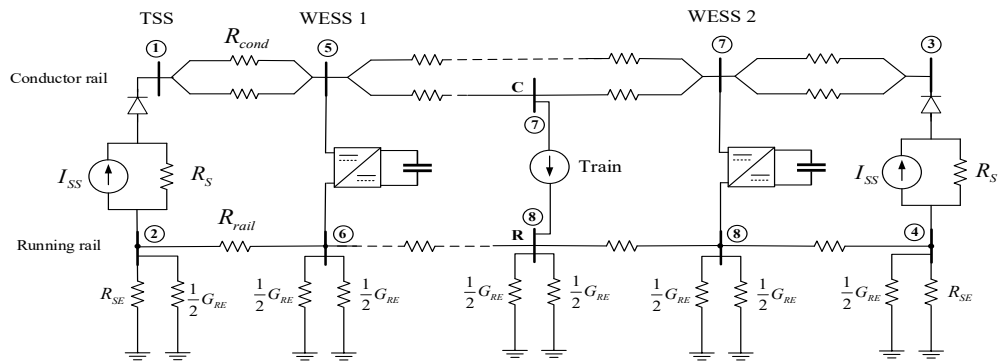 TSS WESS 1 WESS 2
1 R_cond 5 7 3
Conductor rail
C
7
I_SS R_S Train I_SS R_S
R_rail 8
Running rail 2 6 R 8 4
R_SE 1/2 G_RE 1/2 G_RE 1/2 G_RE 1/2 G_RE 1/2 G_RE 1/2 G_RE 1/2 G_RE 1/2 G_RE R_SE